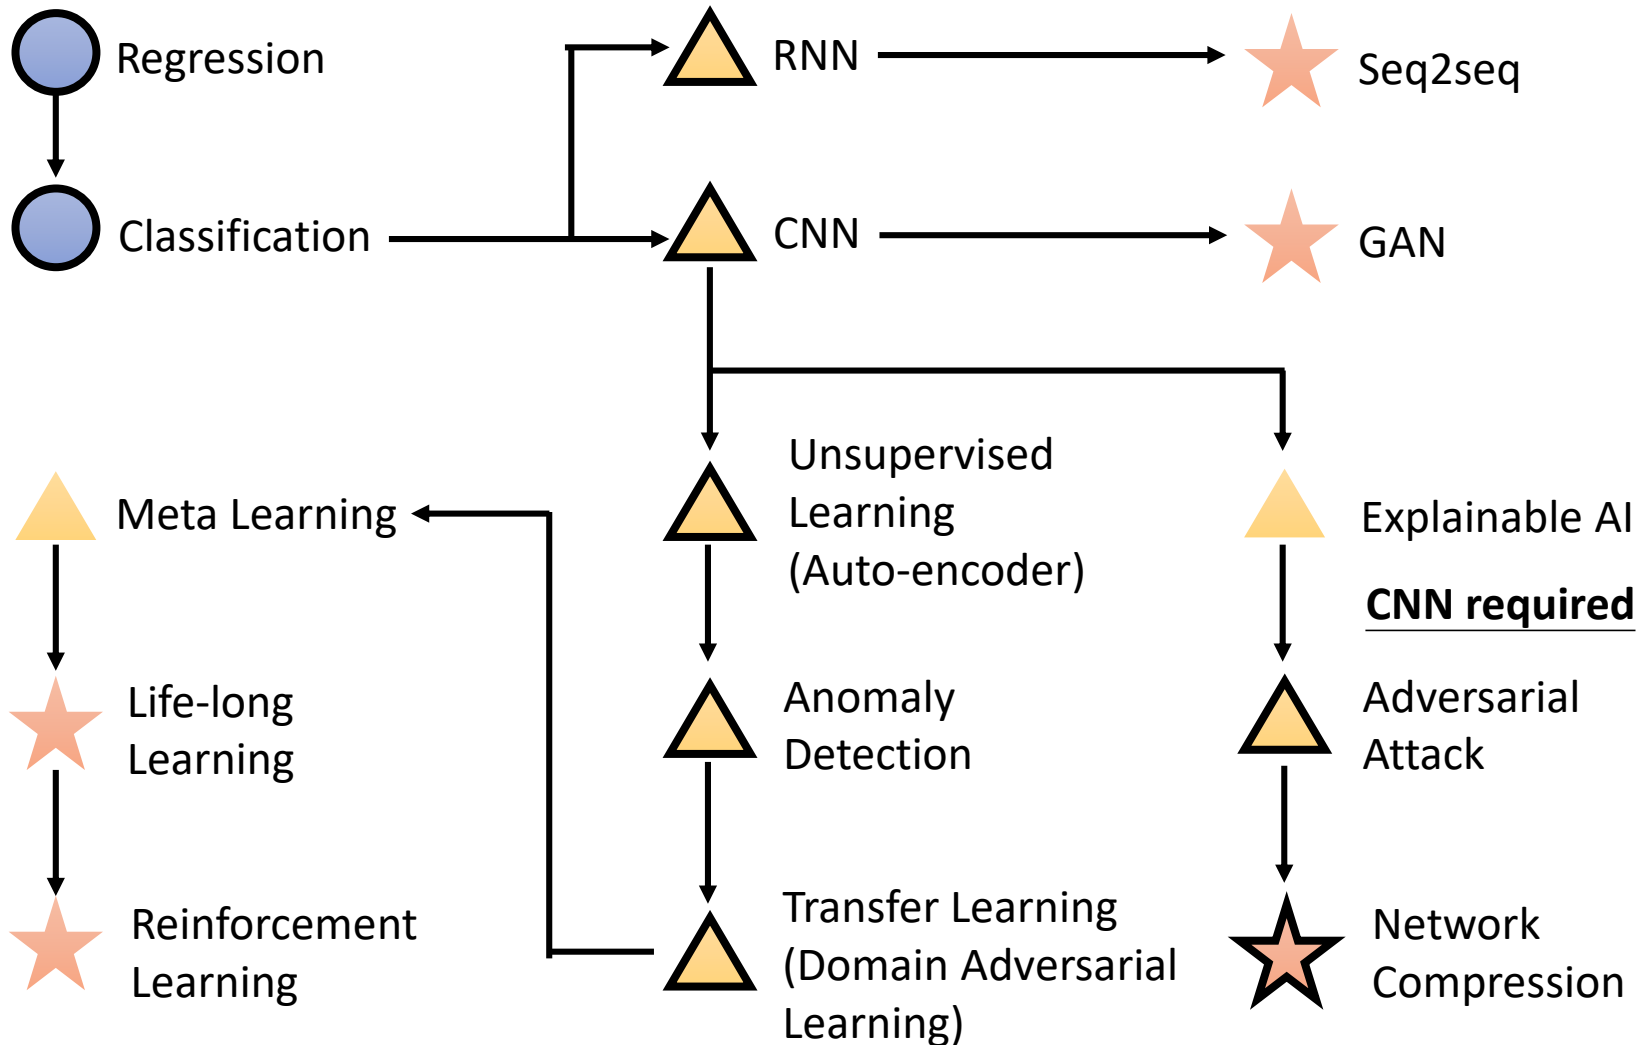 Regression
RNN
Seq2seq
Classification
CNN
GAN
Unsupervised
Learning
(Auto-encoder)
Meta Learning
Explainable AI
CNN required
Life-long
Learning
Anomaly
Detection
Adversarial
Attack
Reinforcement
Learning
Transfer Learning
(Domain Adversarial
Learning)
Network
Compression